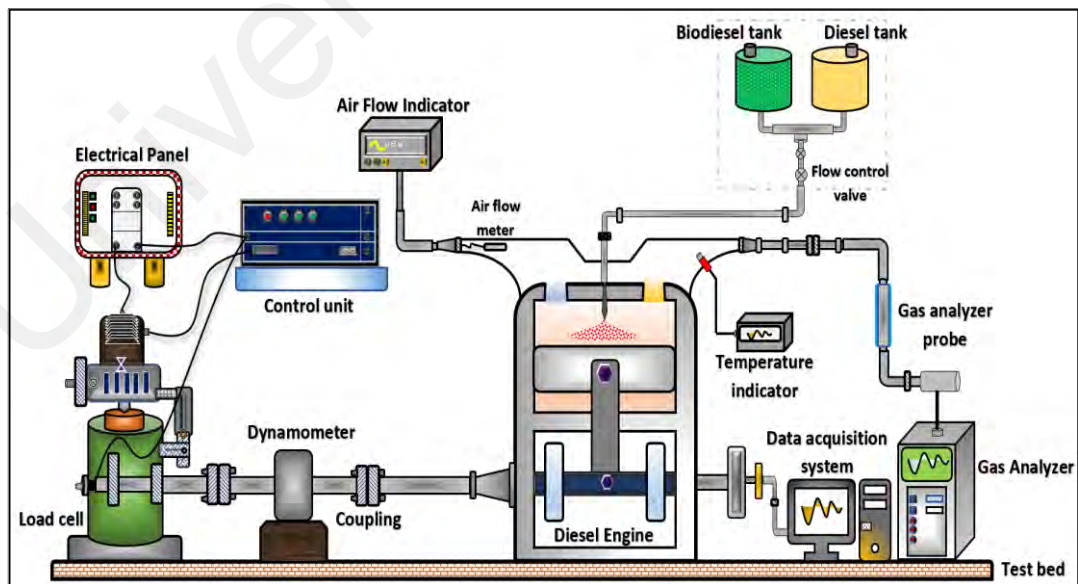 Univer
Biodiesel tank
Diesel tank
Air Flow Indicator
Electrical Panel
Flow control
valve
Air flow
meter
Control unit
Gas analyzer
probe
Temperature
indicator
Dynamometer
Data acquisition
system
Gas Analyzer
Load cell
Coupling
Diesel Engine
Test bed